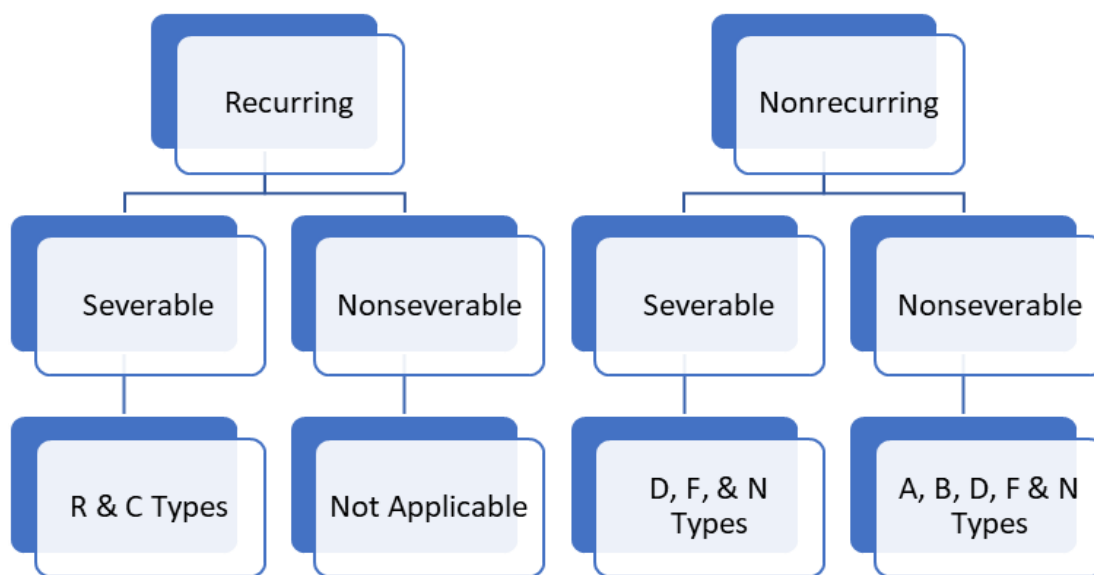 Recurring
Nonrecurring
Severable
Nonseverable
Severable
Nonseverable
R & C Types
Not Applicable
D, F, & N
Types
A, B, D, F & N
Types